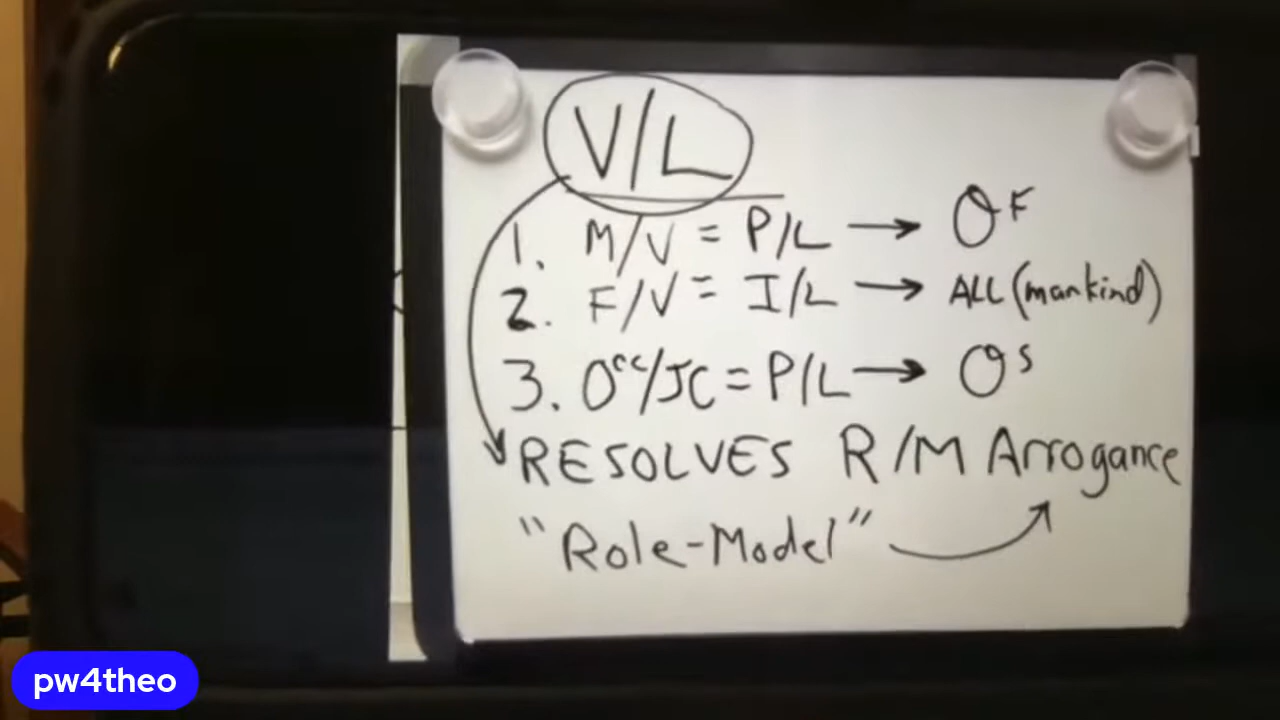 V/L
1. M/V = P/L → O^F
2. F/V = I/L → ALL (mankind)
3. O^cc/JC = P/L → O^S
RESOLVES R/M Arrogance
"Role-Model"
pw4theo